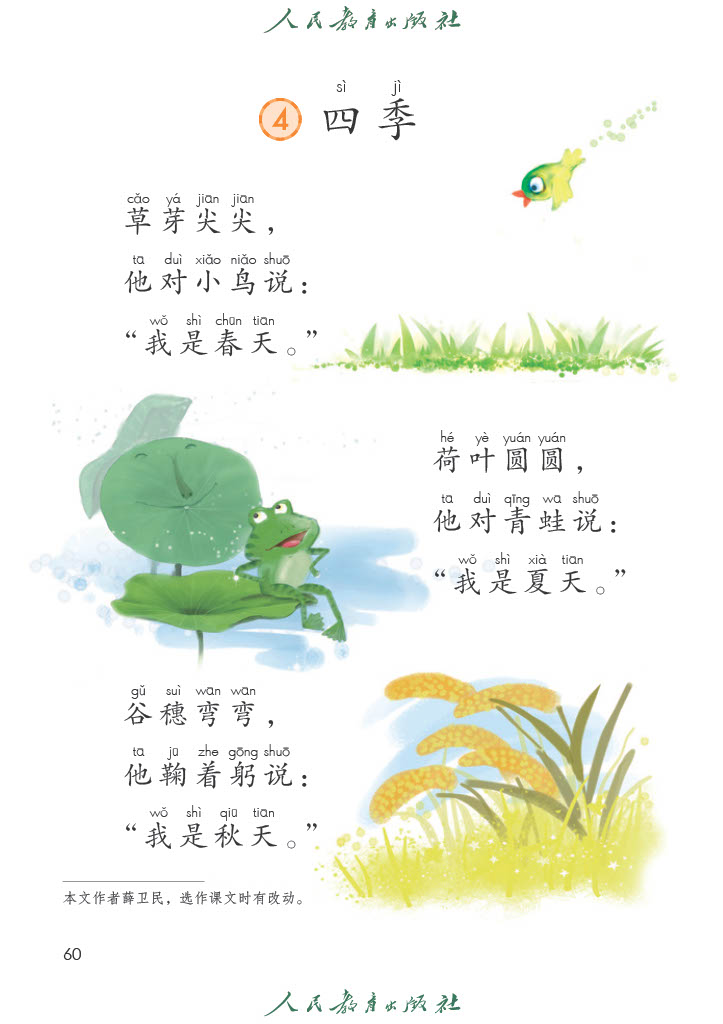 人民教育出版社
sì jì
4 四季
cǎo yá jiān jiān
草芽尖尖，
tā duì xiǎo niǎo shuō
他对小鸟说：
wǒ shì chūn tiān
“我是春天。”
hé yè yuán yuán
荷叶圆圆，
tā duì qīng wā shuō
他对青蛙说：
wǒ shì xià tiān
“我是夏天。”
gǔ suì wān wān
谷穗弯弯，
tā jū zhe gōng shuō
他鞠着躬说：
wǒ shì qiū tiān
“我是秋天。”
本文作者薛卫民，选作课文时有改动。
60
人民教育出版社